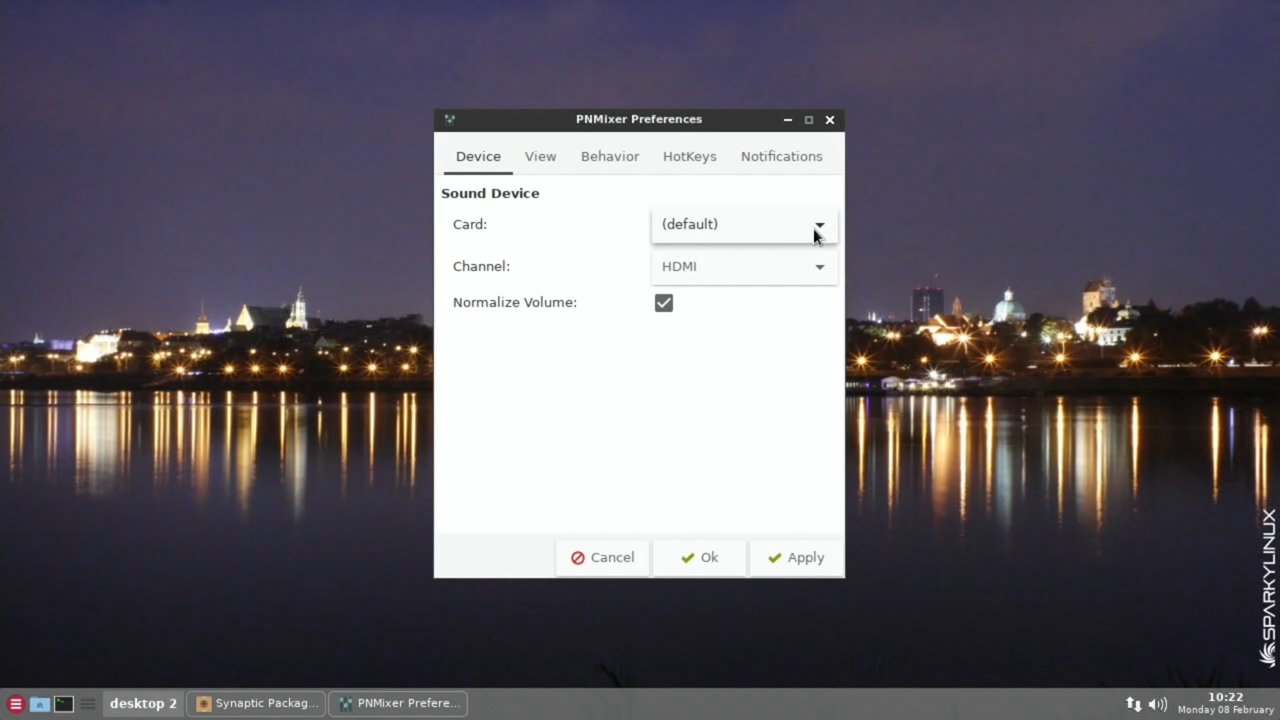 PNMixer Preferences
Device View Behavior HotKeys Notifications
Sound Device
Card: (default)
Channel: HDMI
Normalize Volume:
Cancel Ok Apply
SPARKYLINUX
desktop 2 Synaptic Packag... PNMixer Prefere... 10:22
Monday 08 February